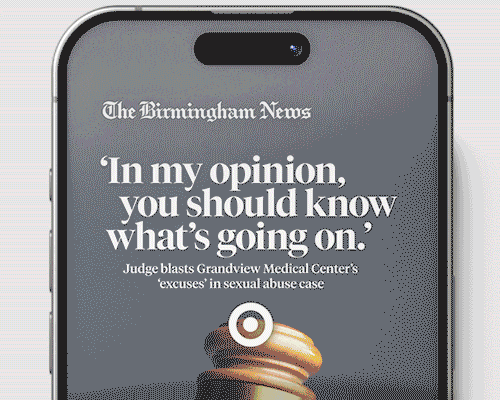 The Birmingham News
‘In my opinion,
you should know
what’s going on.’
Judge blasts Grandview Medical Center’s
‘excuses’ in sexual abuse case